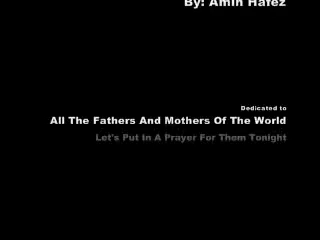 By: Amin Hafez
Dedicated to
All The Fathers And Mothers Of The World
Let's Put In A Prayer For Them Tonight